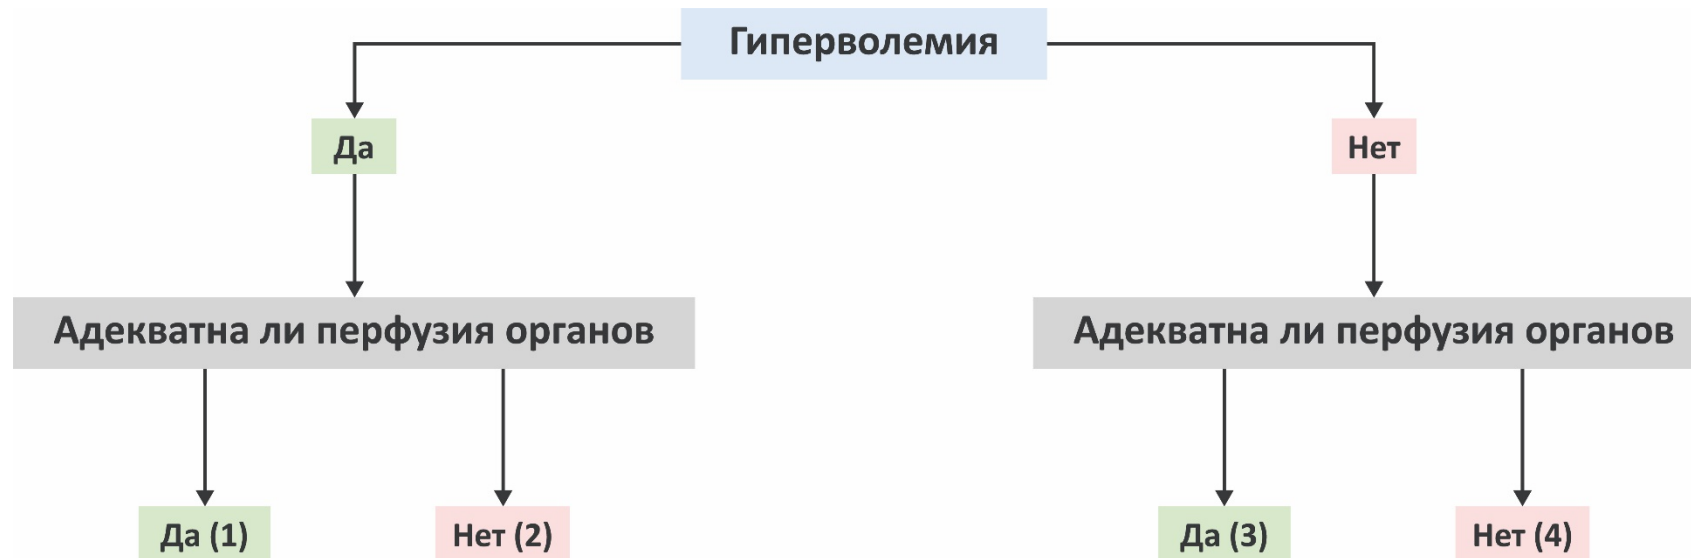 Гиперволемия
Да
Нет
Адекватна ли перфузия органов
Адекватна ли перфузия органов
Да (1)
Нет (2)
Да (3)
Нет (4)